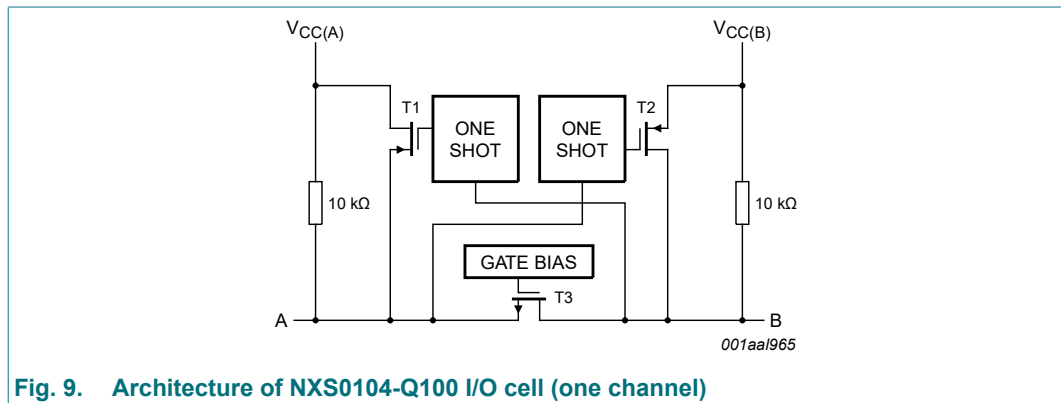 VCC(A)
VCC(B)
T1
ONE
SHOT
ONE
SHOT
T2
10 kΩ
10 kΩ
GATE BIAS
T3
A
B
001aal965
Fig. 9. Architecture of NXS0104-Q100 I/O cell (one channel)